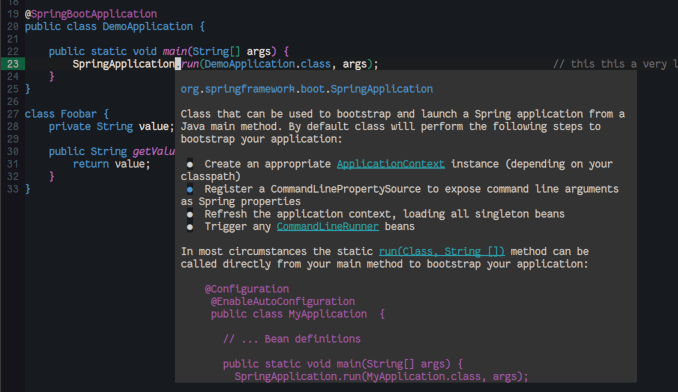 18
19 @SpringBootApplication
20 public class DemoApplication {
21
22 public static void main(String[] args) {
23 SpringApplication.run(DemoApplication.class, args); // this this a very l
24 }
25 }
26
27 class Foobar {
28 private String value;
29
30 public String getValu
31 return value;
32 }
33 }
org.springframework.boot.SpringApplication
Class that can be used to bootstrap and launch a Spring application from a
Java main method. By default class will perform the following steps to
bootstrap your application:
● Create an appropriate ApplicationContext instance (depending on your
classpath)
● Register a CommandLinePropertySource to expose command line arguments
as Spring properties
● Refresh the application context, loading all singleton beans
● Trigger any CommandLineRunner beans
In most circumstances the static run(Class, String []) method can be
called directly from your main method to bootstrap your application:
@Configuration
@EnableAutoConfiguration
public class MyApplication {
// ... Bean definitions
public static void main(String[] args) {
SpringApplication.run(MyApplication.class, args);